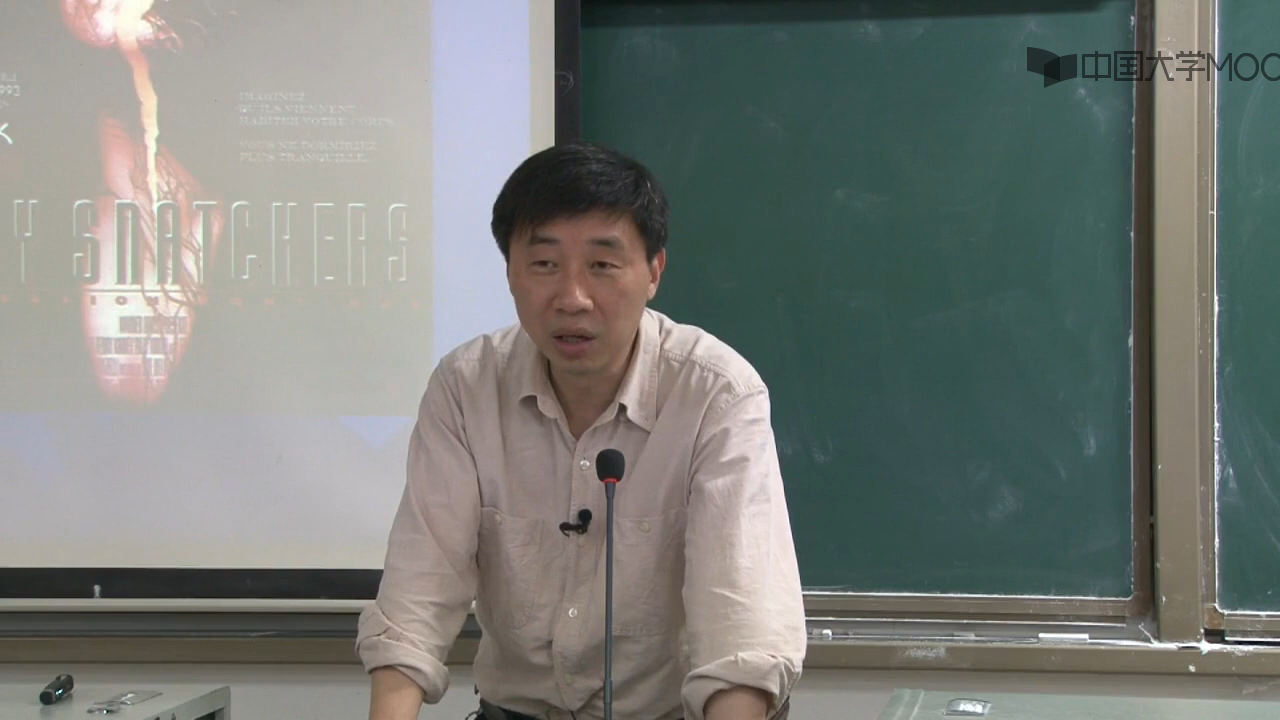 中国大学MOO
993
IMAGINEZ
QU'ILS VIENNENT
HABITER VOTRE CORPS.
VOUS NE DORMIREZ
PLUS TRANQUILLE.
Y SNATCHERS